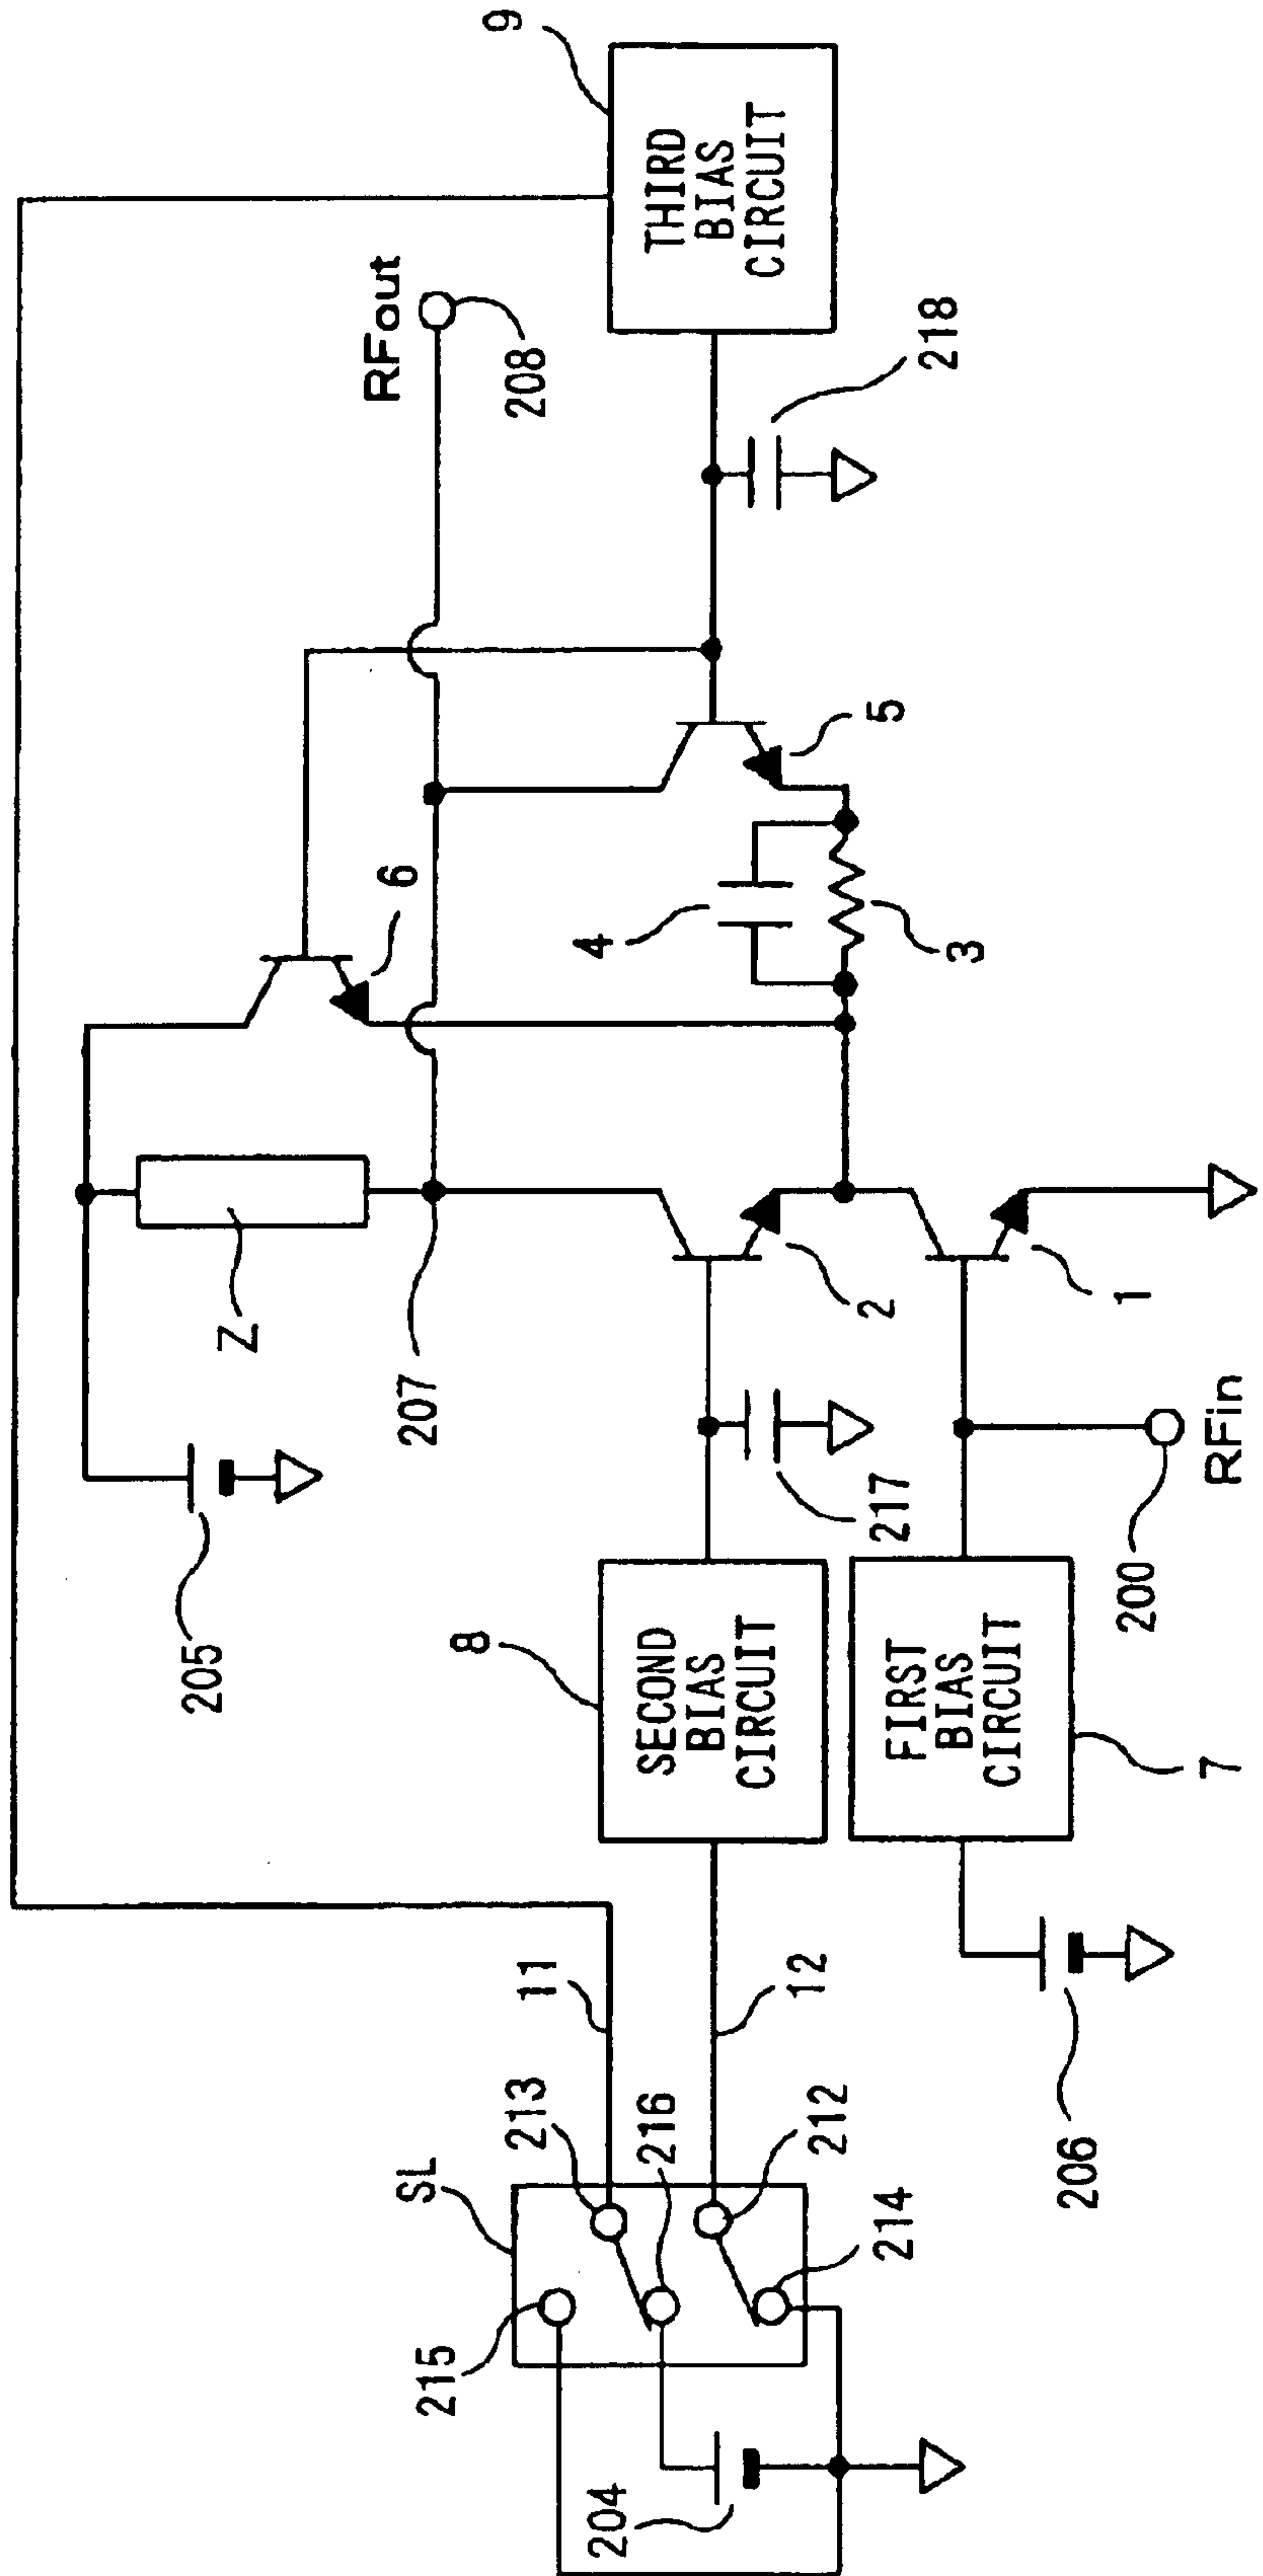 9
THIRD
BIAS
CIRCUIT
RFout
208
218
6
5
4
3
Z
207
2
1
205
217
RFin
200
8
SECOND
BIAS
CIRCUIT
FIRST
BIAS
CIRCUIT
7
11
12
213
216
212
SL
215
214
204
206